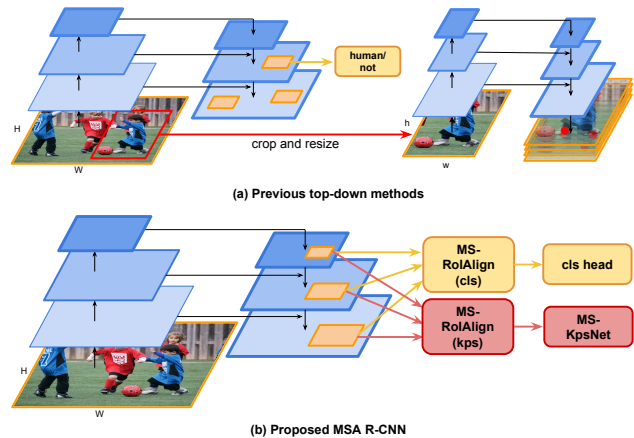 human/
not
H
W
crop and resize
h
w
(a) Previous top-down methods
MS-
RoIAlign
(cls)
cls head
MS-
RoIAlign
(kps)
MS-
KpsNet
H
W
(b) Proposed MSA R-CNN